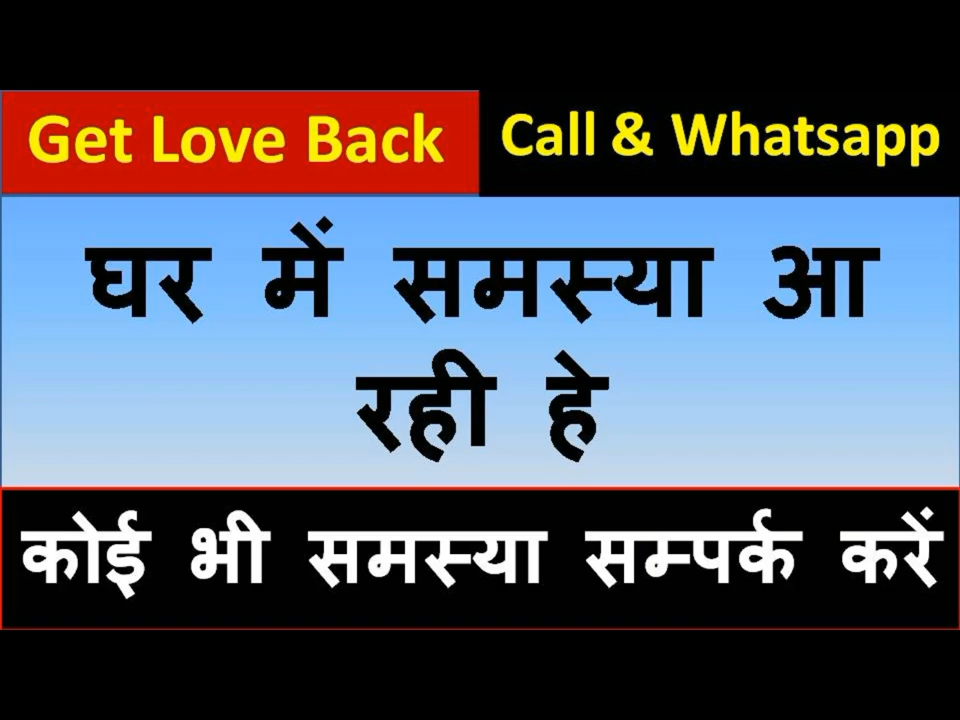 Get Love Back
Call & Whatsapp
घर में समस्या आ
रही हे
कोई भी समस्या सम्पर्क करें